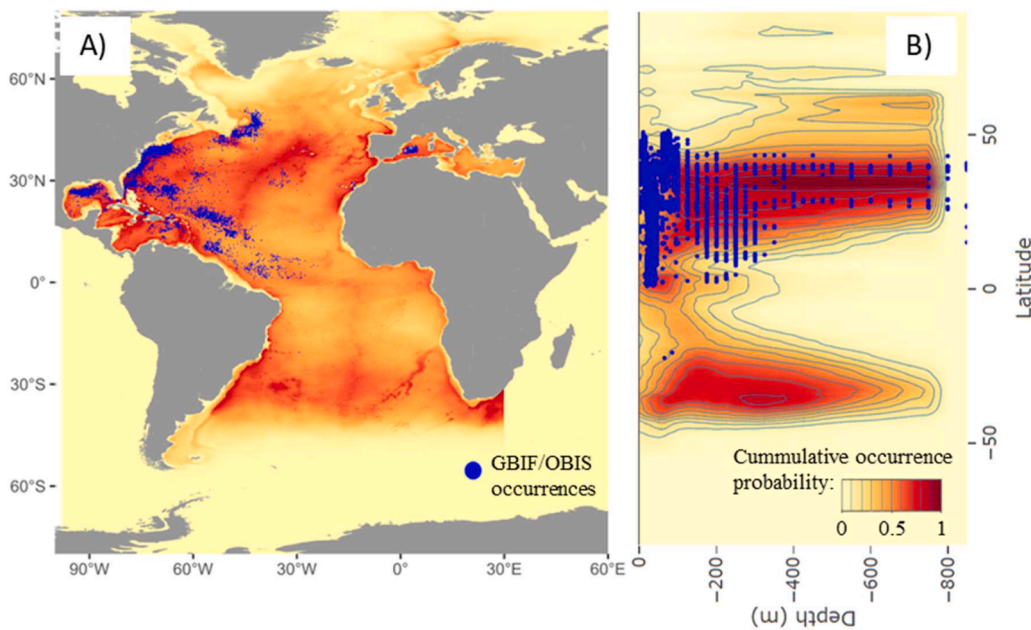 A)
60°N
30°N
0°
30°S
60°S
90°W
60°W
30°W
0°
30°E
60°E
GBIF/OBIS
occurrences
B)
50
0
−50
Latitude
Cummulative occurrence
probability:
0 0.5 1
0
−200
−400
−600
−800
Depth (m)